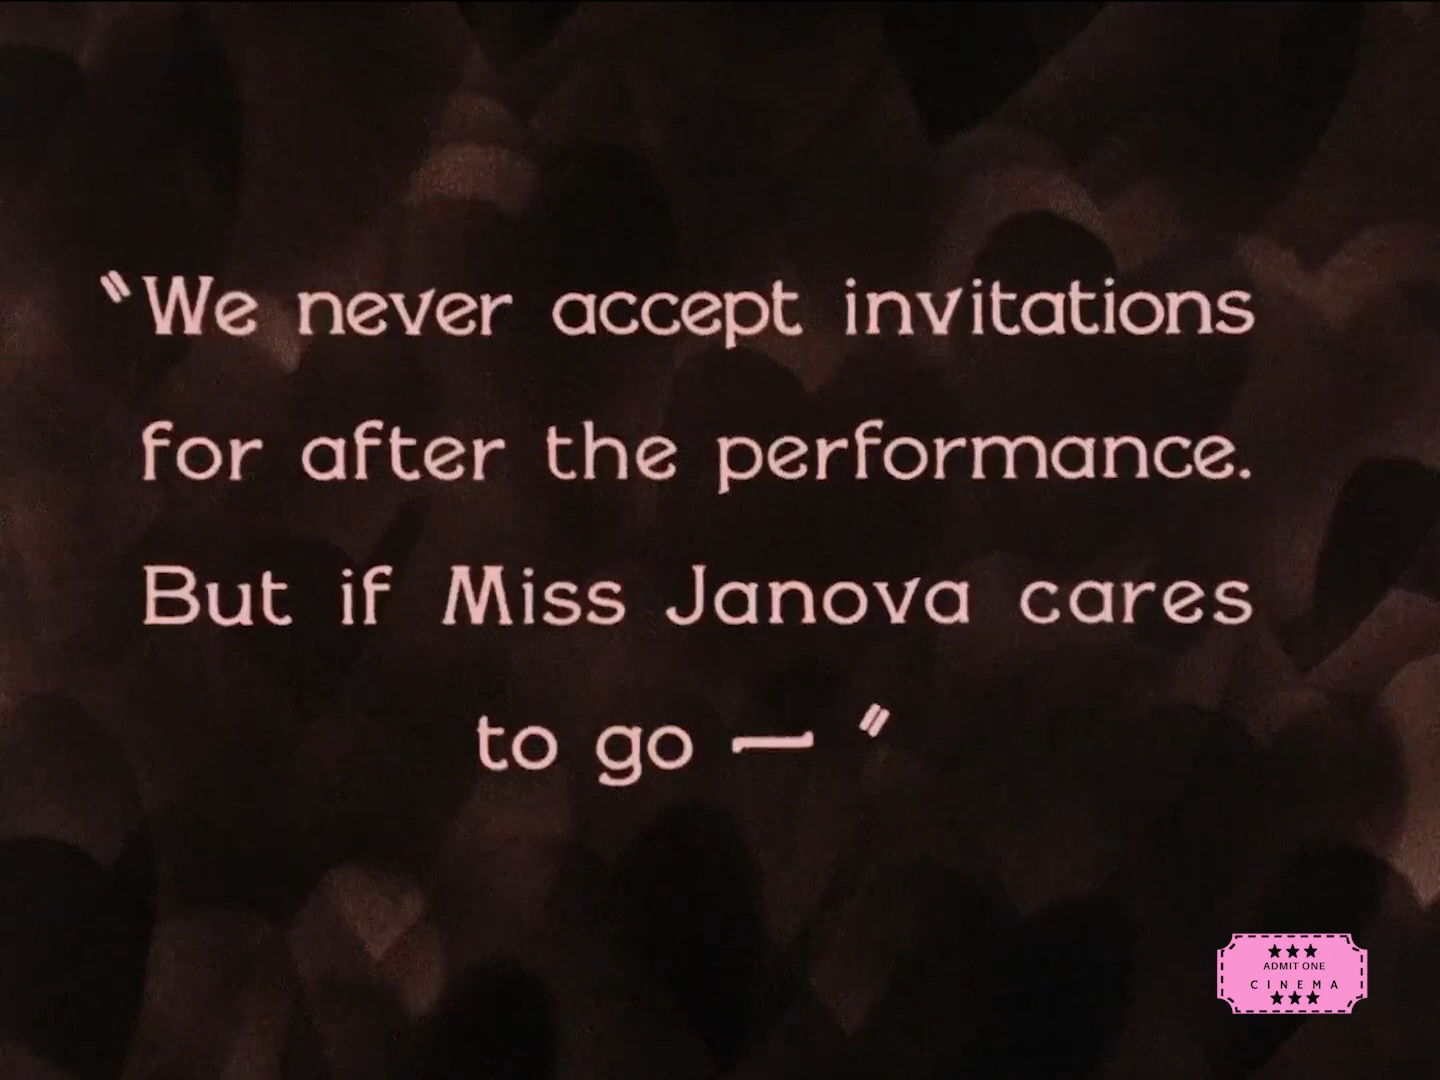 "We never accept invitations
for after the performance.
But if Miss Janova cares
to go — "
ADMIT ONE
CINEMA